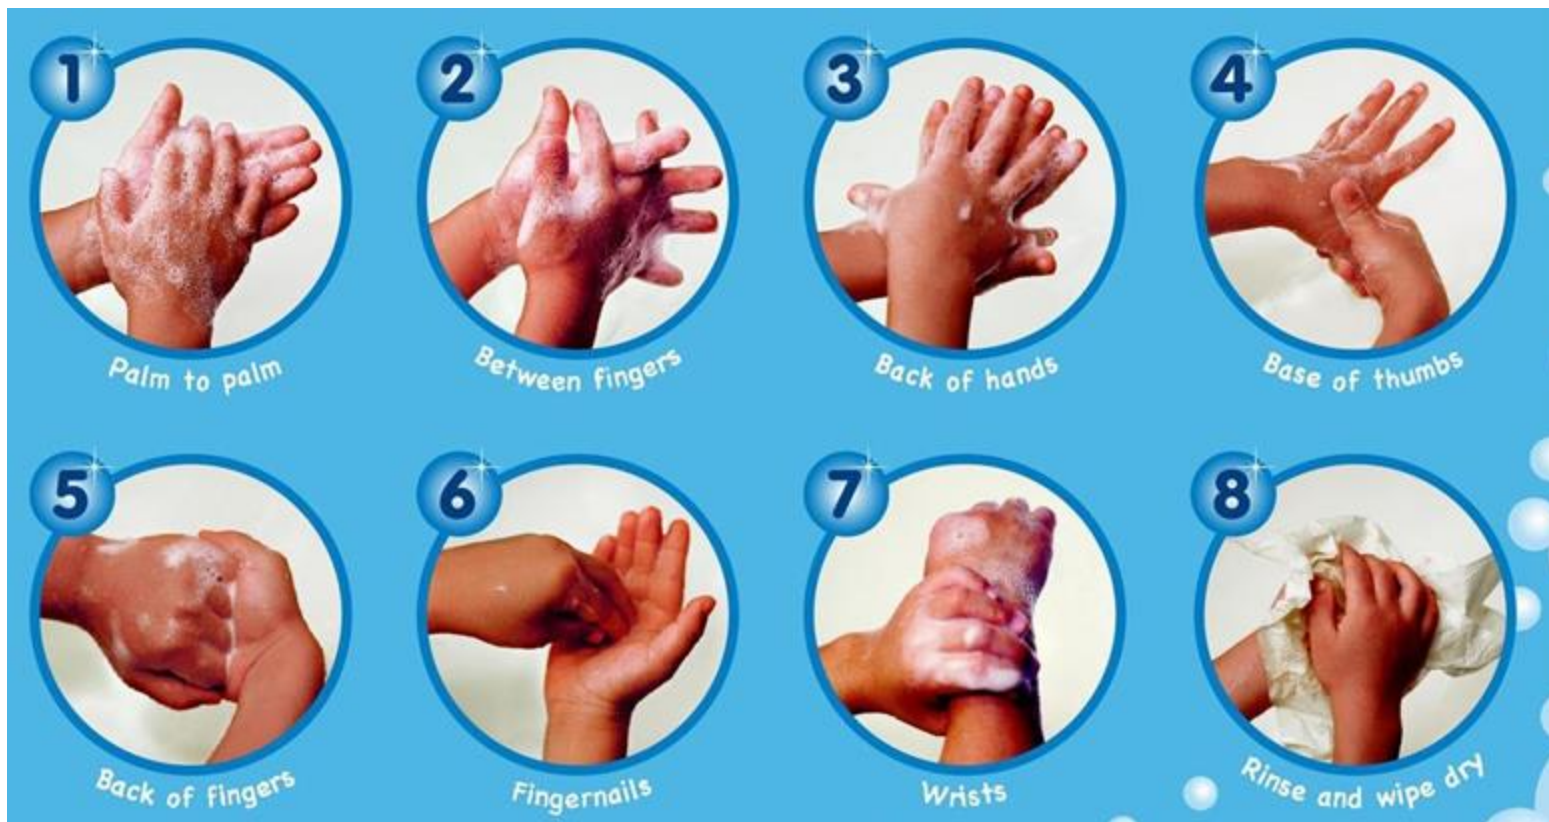 1
Palm to palm
2
Between fingers
3
Back of hands
4
Base of thumbs
5
Back of fingers
6
Fingernails
7
Wrists
8
Rinse and wipe dry